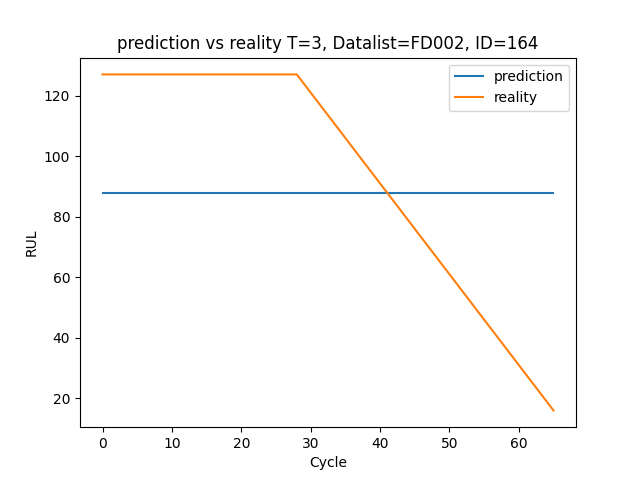 prediction vs reality T=3, Datalist=FD002, ID=164
prediction
reality
120
100
80
60
40
20
RUL
0 10 20 30 40 50 60
Cycle